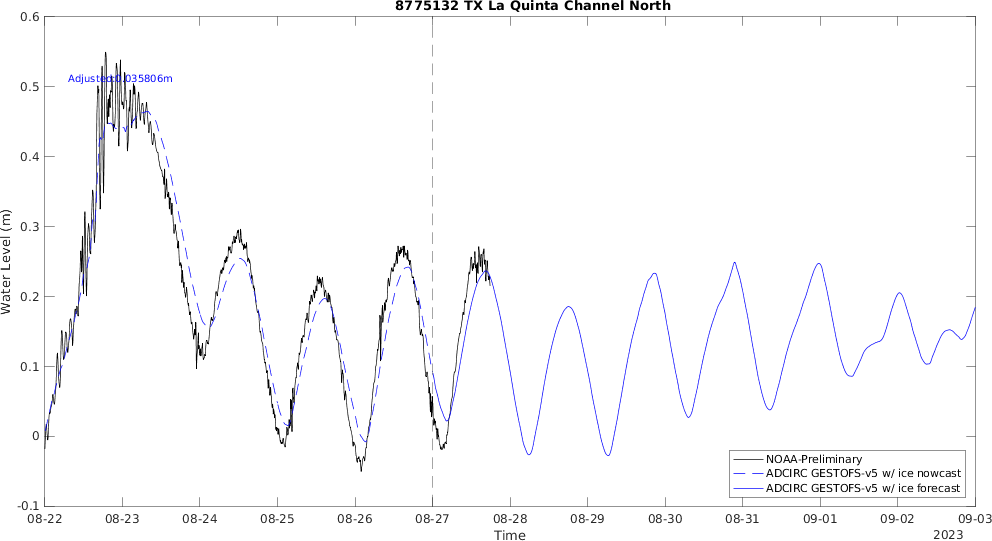 8775132 TX La Quinta Channel North
0.6
0.5
0.4
0.3
0.2
0.1
0
-0.1
Water Level (m)
Adjusted:0.035806m
NOAA-Preliminary
ADCIRC GESTOFS-v5 w/ ice nowcast
ADCIRC GESTOFS-v5 w/ ice forecast
08-22 08-23 08-24 08-25 08-26 08-27 08-28 08-29 08-30 08-31 09-01 09-02 09-03
Time
2023